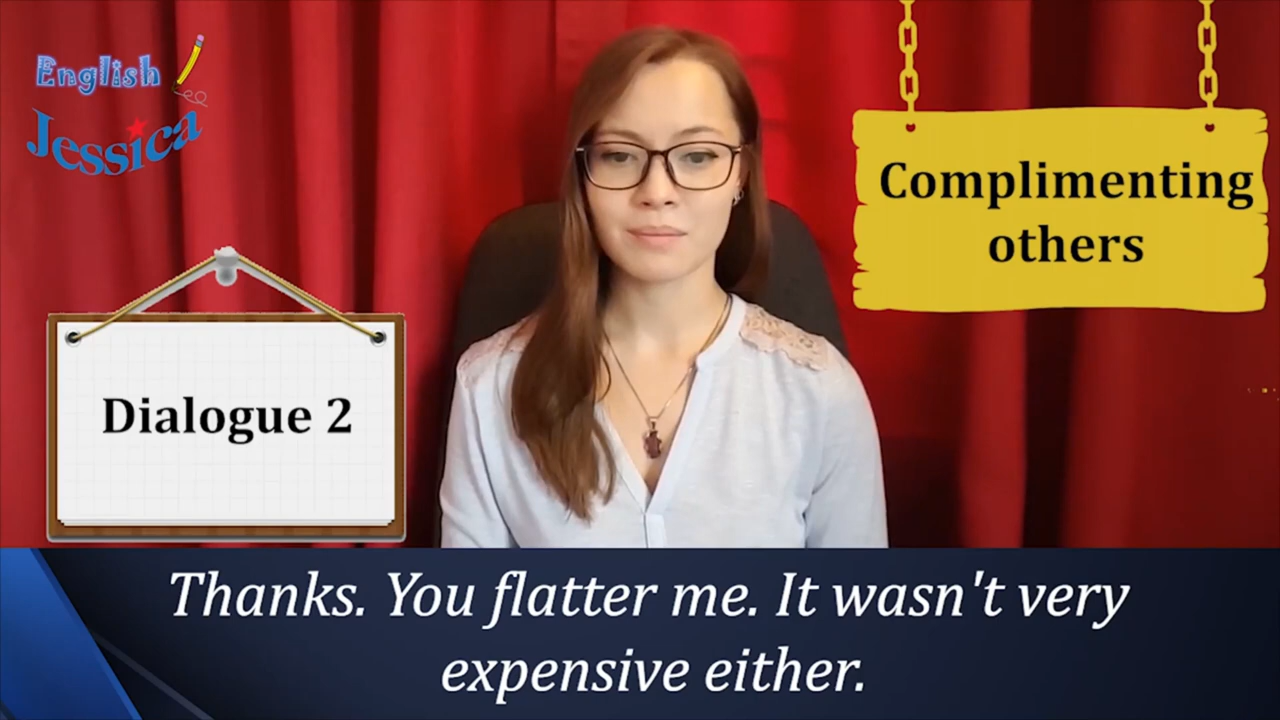 English
Jessica
Complimenting
others
Dialogue 2
Thanks. You flatter me. It wasn't very
expensive either.